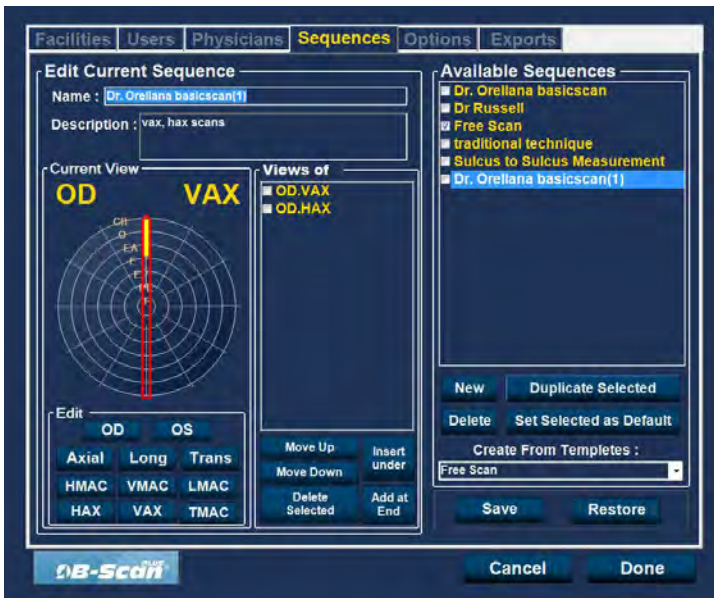 Facilities Users Physicians Sequences Options Exports
Edit Current Sequence
Name : Dr. Orellana basicscan(1)
Description : vax, hax scans
Current View
OD VAX
CH
O
EA
E
E
Edit
OD OS
Axial Long Trans
HMAC VMAC LMAC
HAX VAX TMAC
Views of
OD.VAX
OD.HAX
Move Up
Move Down
Delete Selected
Insert under
Add at End
Available Sequences
Dr. Orellana basicscan
Dr Russell
Free Scan
traditional technique
Sulcus to Sulcus Measurement
Dr. Orellana basicscan(1)
New Duplicate Selected
Delete Set Selected as Default
Create From Templetes :
Free Scan
Save Restore
B-Scan PLUS
Cancel Done